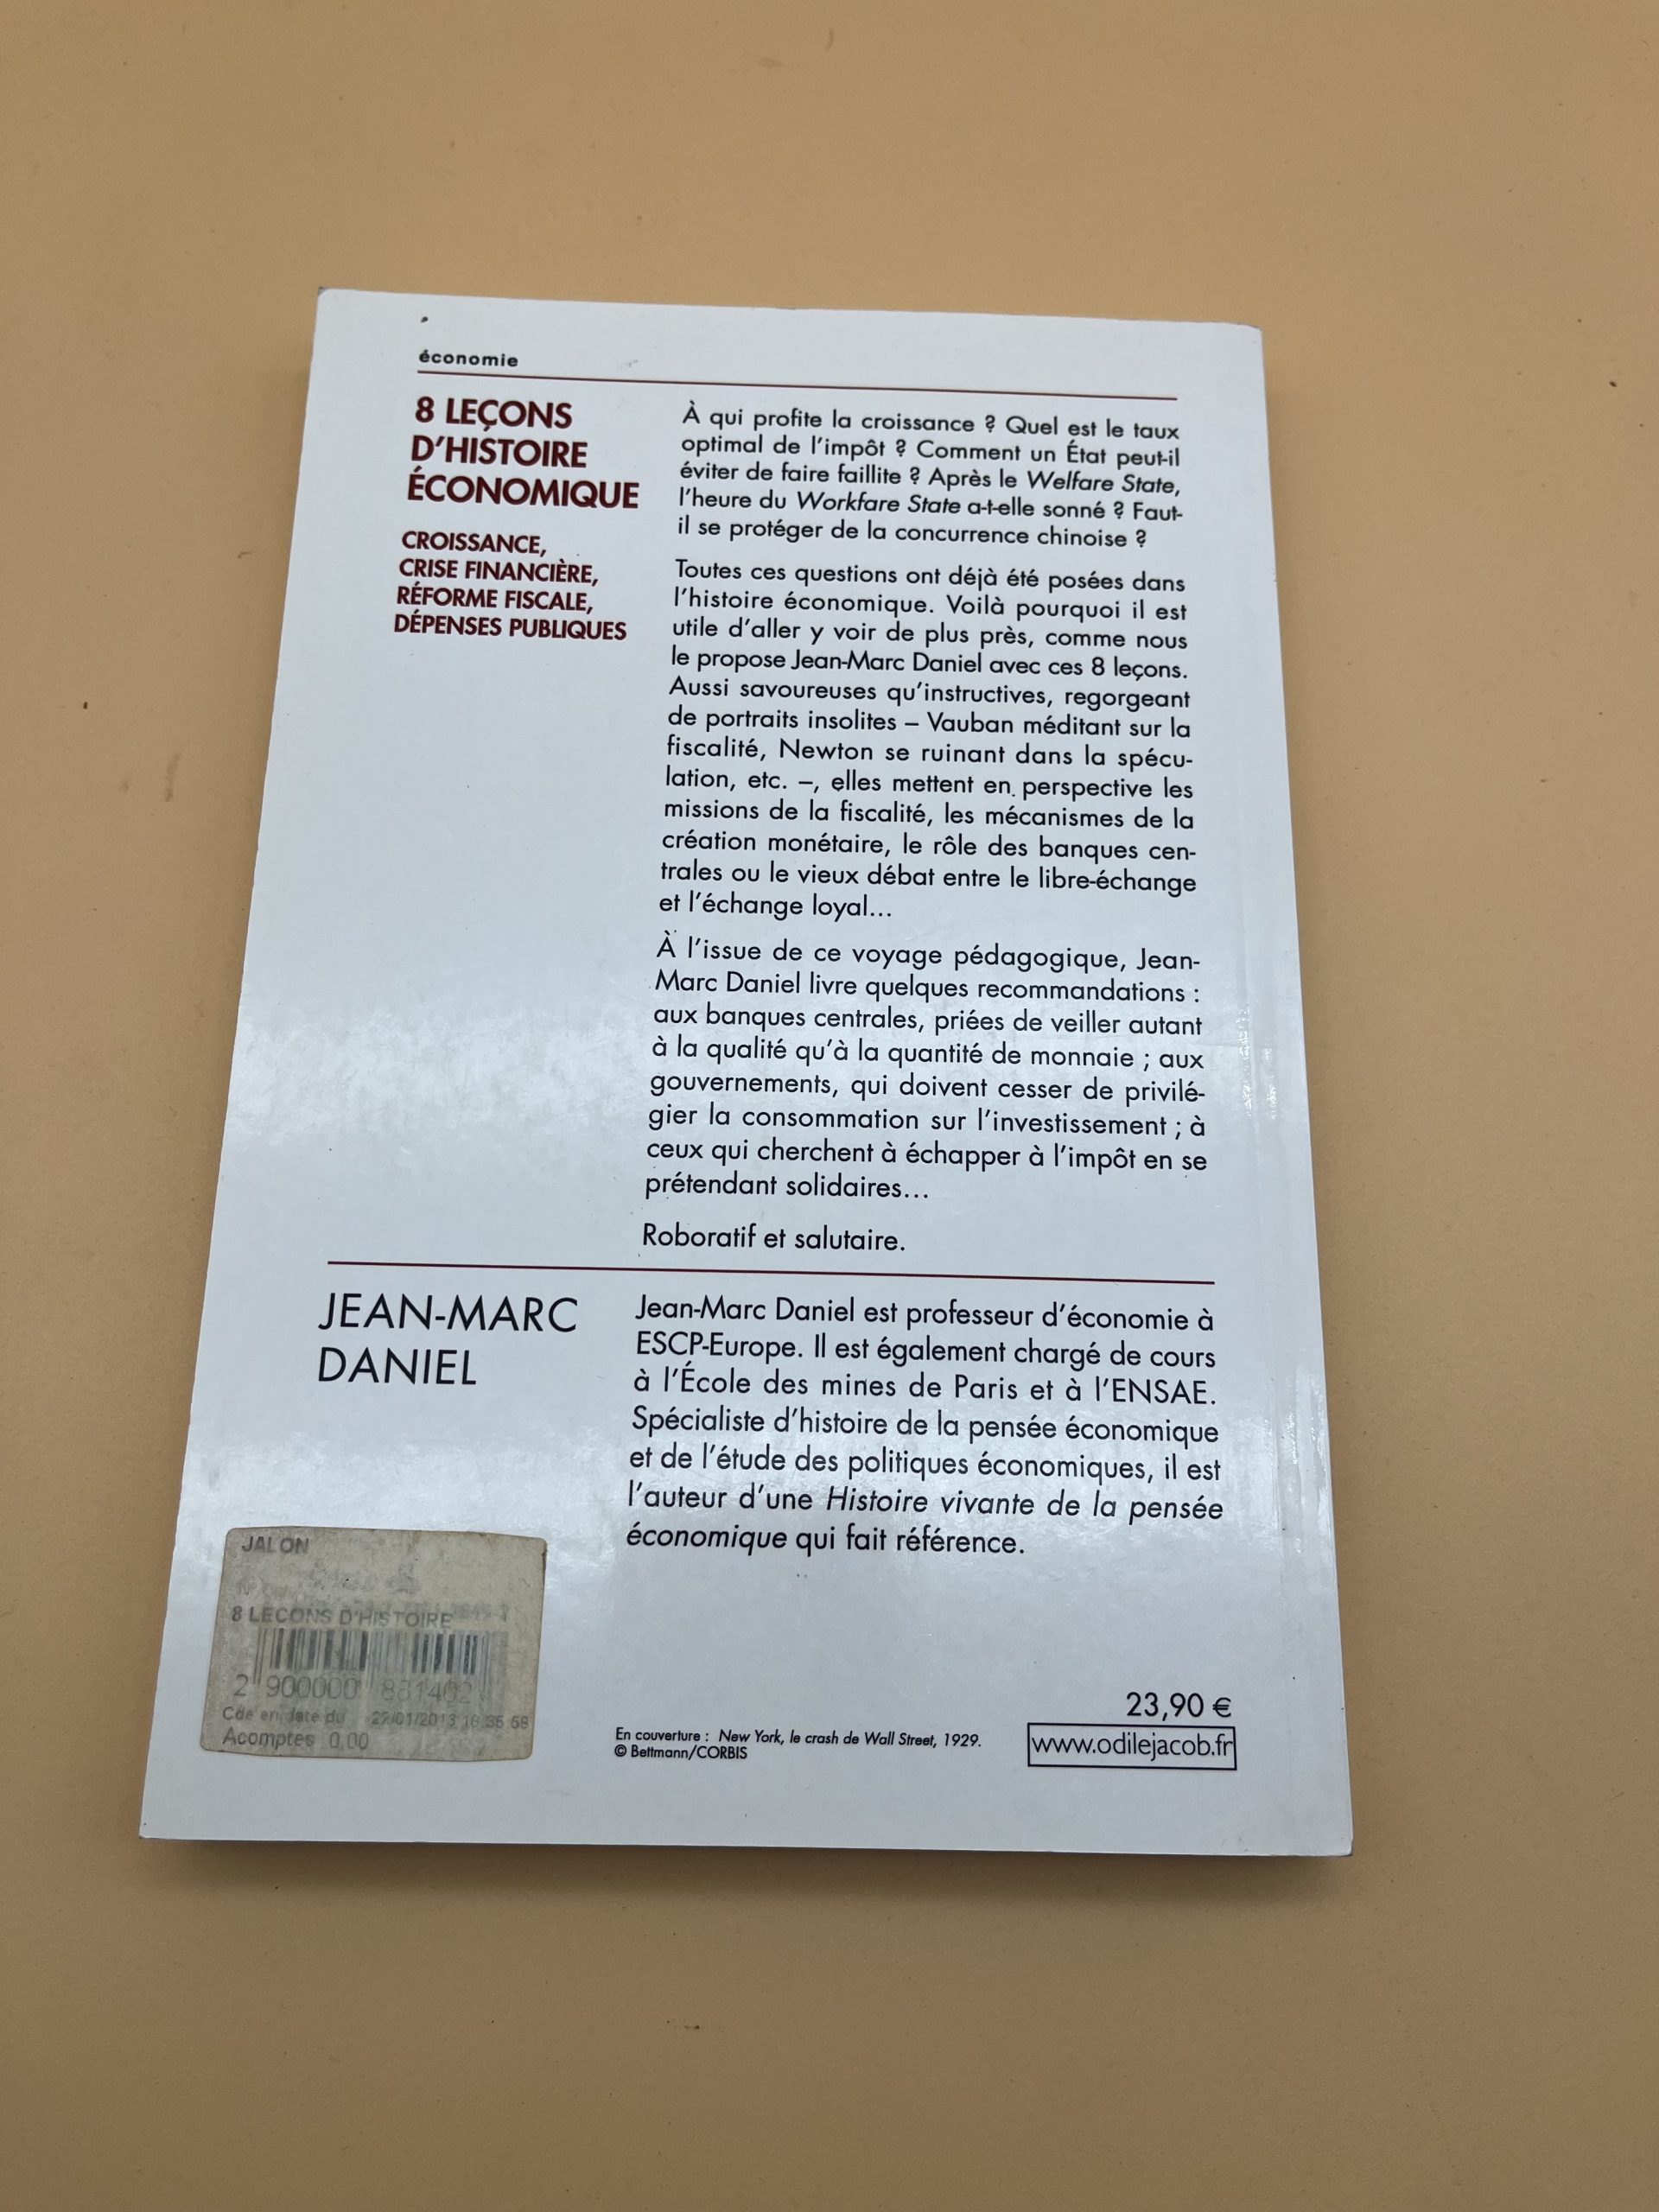 économie
8 LEÇONS
D'HISTOIRE
ÉCONOMIQUE
CROISSANCE,
CRISE FINANCIÈRE,
RÉFORME FISCALE,
DÉPENSES PUBLIQUES
À qui profite la croissance ? Quel est le taux
optimal de l'impôt ? Comment un État peut-il
éviter de faire faillite ? Après le Welfare State,
l'heure du Workfare State a-t-elle sonné ? Faut-
il se protéger de la concurrence chinoise ?
Toutes ces questions ont déjà été posées dans
l'histoire économique. Voilà pourquoi il est
utile d'aller y voir de plus près, comme nous
le propose Jean-Marc Daniel avec ces 8 leçons.
Aussi savoureuses qu'instructives, regorgeant
de portraits insolites – Vauban méditant sur la
fiscalité, Newton se ruinant dans la spécu-
lation, etc. –, elles mettent en perspective les
missions de la fiscalité, les mécanismes de la
création monétaire, le rôle des banques cen-
trales ou le vieux débat entre le libre-échange
et l'échange loyal...
À l'issue de ce voyage pédagogique, Jean-
Marc Daniel livre quelques recommandations :
aux banques centrales, priées de veiller autant
à la qualité qu'à la quantité de monnaie ; aux
gouvernements, qui doivent cesser de privilé-
gier la consommation sur l'investissement ; à
ceux qui cherchent à échapper à l'impôt en se
prétendant solidaires...
Roboratif et salutaire.
JEAN-MARC
DANIEL
Jean-Marc Daniel est professeur d'économie à
ESCP-Europe. Il est également chargé de cours
à l'École des mines de Paris et à l'ENSAE.
Spécialiste d'histoire de la pensée économique
et de l'étude des politiques économiques, il est
l'auteur d'une Histoire vivante de la pensée
économique qui fait référence.
JALON
8 LECONS D'HISTOIRE
2 900000 831402
Cde en date du 22/01/2013 16:35:58
Acomptes 0,00
En couverture : New York, le crash de Wall Street, 1929.
© Bettmann/CORBIS
23,90 €
www.odilejacob.fr